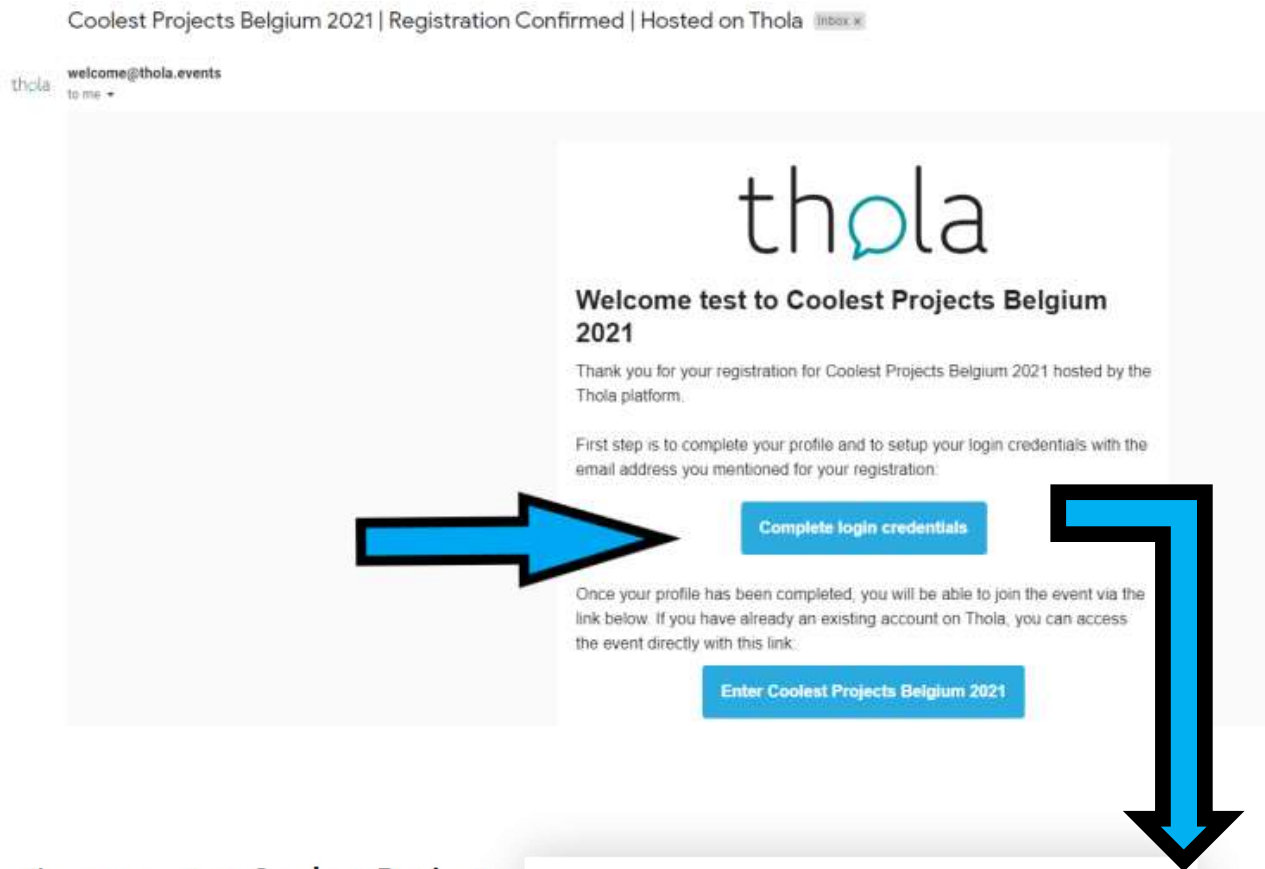 Coolest Projects Belgium 2021 | Registration Confirmed | Hosted on Thola Inbox x
thola
welcome@thola.events
to me
thola
Welcome test to Coolest Projects Belgium
2021
Thank you for your registration for Coolest Projects Belgium 2021 hosted by the
Thola platform.
First step is to complete your profile and to setup your login credentials with the
email address you mentioned for your registration:
Complete login credentials
Once your profile has been completed, you will be able to join the event via the
link below. If you have already an existing account on Thola, you can access
the event directly with this link:
Enter Coolest Projects Belgium 2021